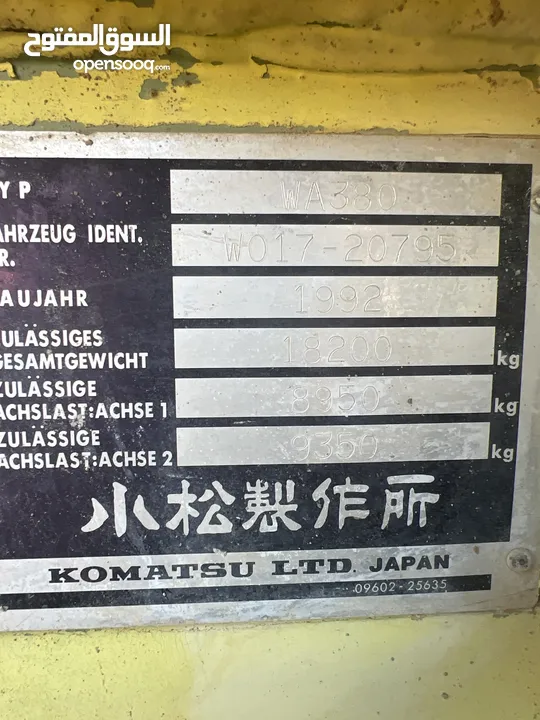 السوق المفتوح
opensooq.com
YP WA380
AHRZEUG IDENT. W017-20795
R.
AUJAHR 1992
ULÄSSIGES
GESAMTGEWICHT 18200 kg
ZULÄSSIGE
ACHSLAST:ACHSE 1 8950 kg
ZULÄSSIGE
ACHSLAST:ACHSE 2 9350 kg
小松製作所
KOMATSU LTD. JAPAN
09602-25635